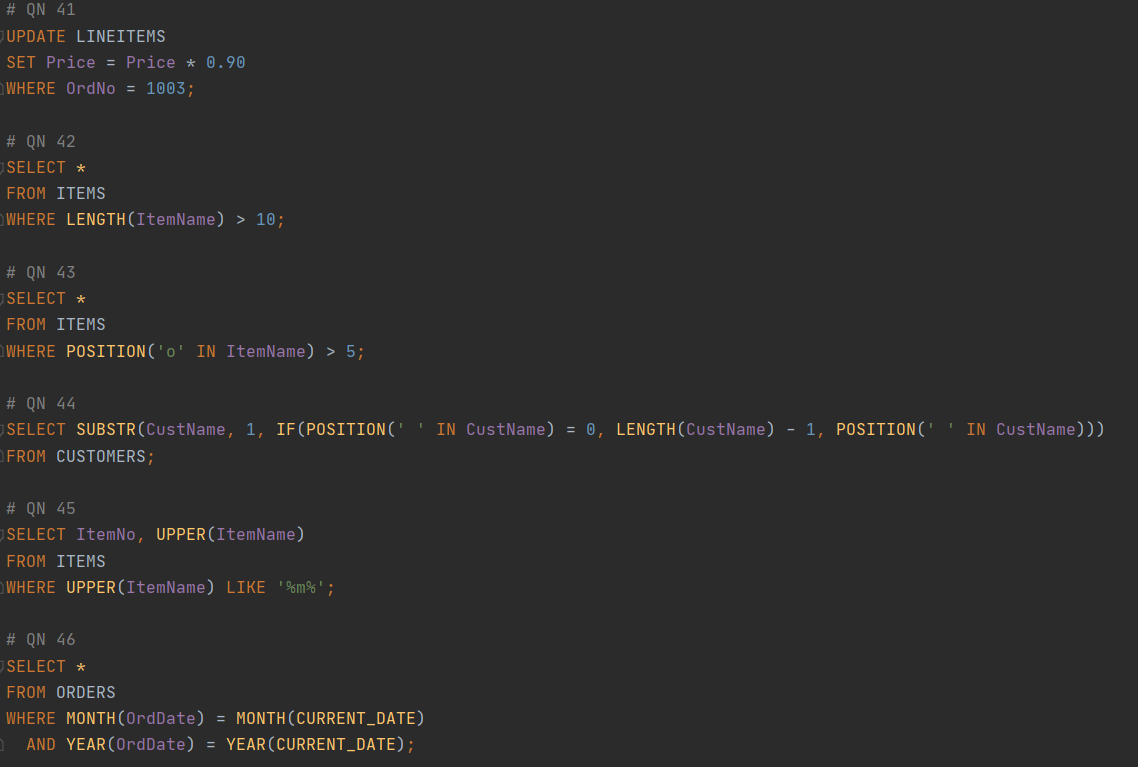 # QN 41
UPDATE LINEITEMS
SET Price = Price * 0.90
WHERE OrdNo = 1003;
# QN 42
SELECT *
FROM ITEMS
WHERE LENGTH(ItemName) > 10;
# QN 43
SELECT *
FROM ITEMS
WHERE POSITION('o' IN ItemName) > 5;
# QN 44
SELECT SUBSTR(CustName, 1, IF(POSITION(' ' IN CustName) = 0, LENGTH(CustName) - 1, POSITION(' ' IN CustName)))
FROM CUSTOMERS;
# QN 45
SELECT ItemNo, UPPER(ItemName)
FROM ITEMS
WHERE UPPER(ItemName) LIKE '%m%';
# QN 46
SELECT *
FROM ORDERS
WHERE MONTH(OrdDate) = MONTH(CURRENT_DATE)
  AND YEAR(OrdDate) = YEAR(CURRENT_DATE);